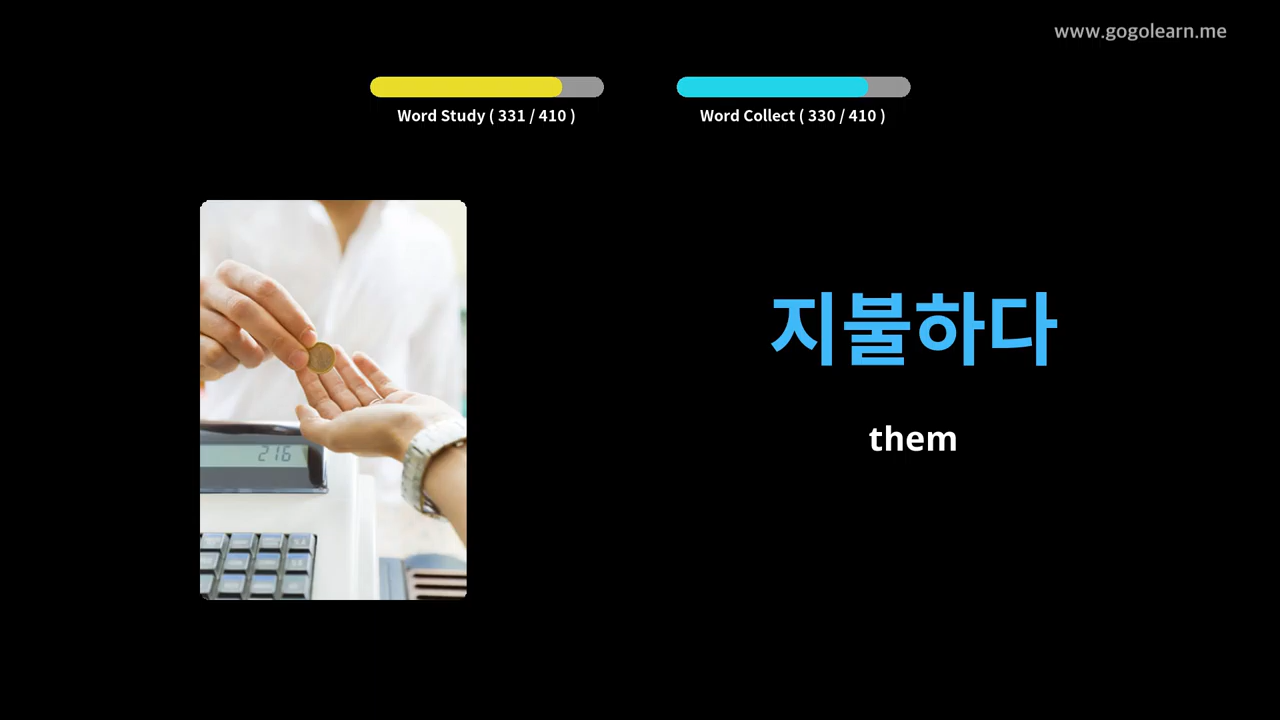 www.gogolearn.me
Word Study ( 331 / 410 )
Word Collect ( 330 / 410 )
지불하다
them
216